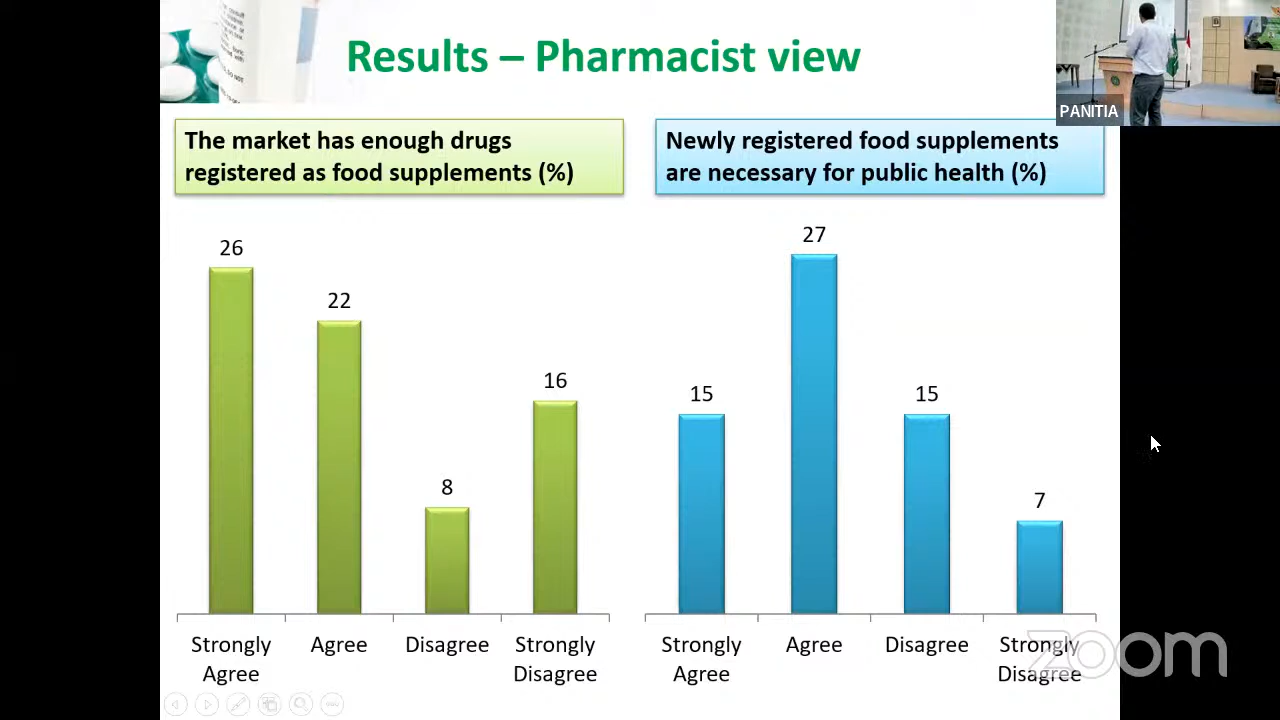 Results – Pharmacist view
PANITIA
The market has enough drugs
registered as food supplements (%)
Newly registered food supplements
are necessary for public health (%)
26
22
8
16
Strongly
Agree
Agree
Disagree
Strongly
Disagree
15
27
15
7
Strongly
Agree
Agree
Disagree
Strongly
Disagree
zoom